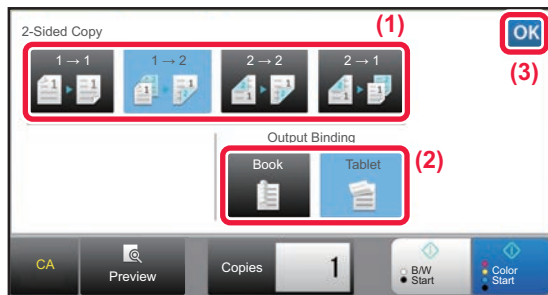 2-Sided Copy
(1)
OK
(3)
1 → 1
1 → 2
2 → 2
2 → 1
Output Binding
Book
Tablet
(2)
CA
Preview
Copies
1
B/W
Start
Color
Start